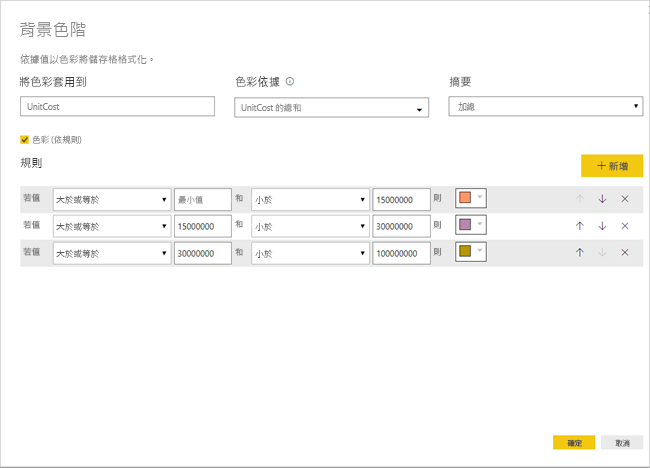 背景色階
依據值以色彩將儲存格格式化。
將色彩套用到 色彩依據 摘要
UnitCost UnitCost 的總和 加總
色彩 (依規則)
規則 新增
若值 大於或等於 最小值 和 小於 15000000 則
若值 大於或等於 15000000 和 小於 30000000 則
若值 大於或等於 30000000 和 小於 100000000 則
確定 取消